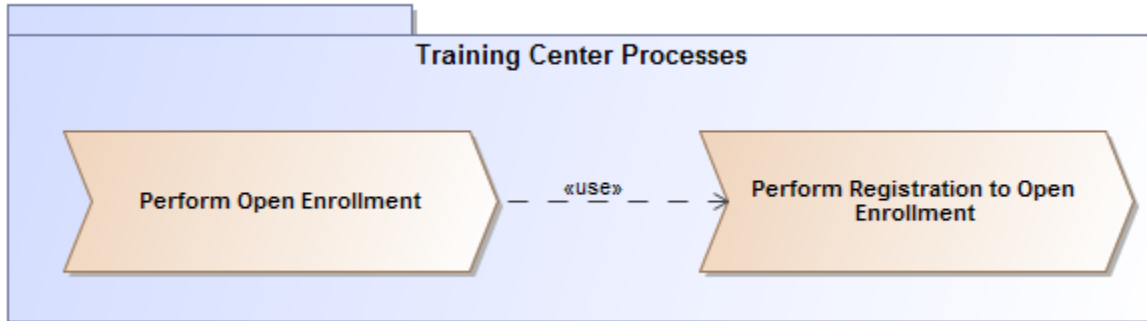 Training Center Processes
Perform Open Enrollment
«use»
Perform Registration to Open
Enrollment